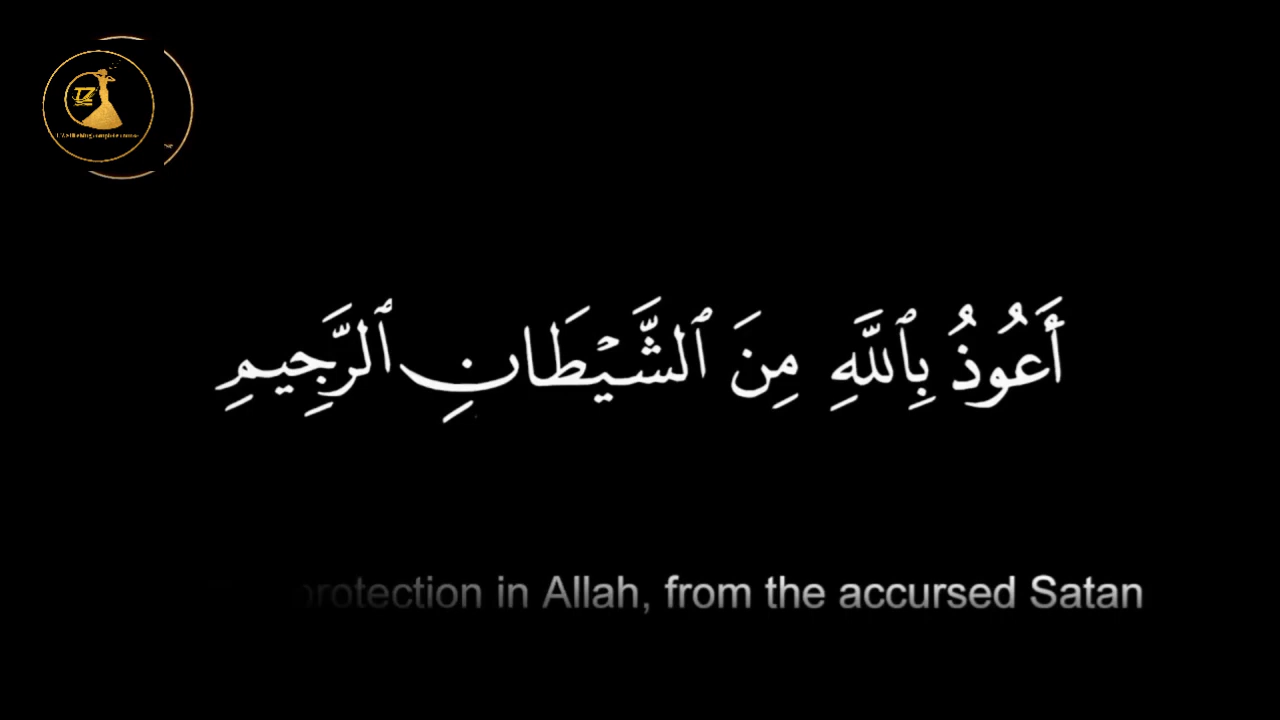 أَعُوذُ بِٱللَّهِ مِنَ ٱلشَّيْطَانِ ٱلرَّجِيمِ
protection in Allah, from the accursed Satan